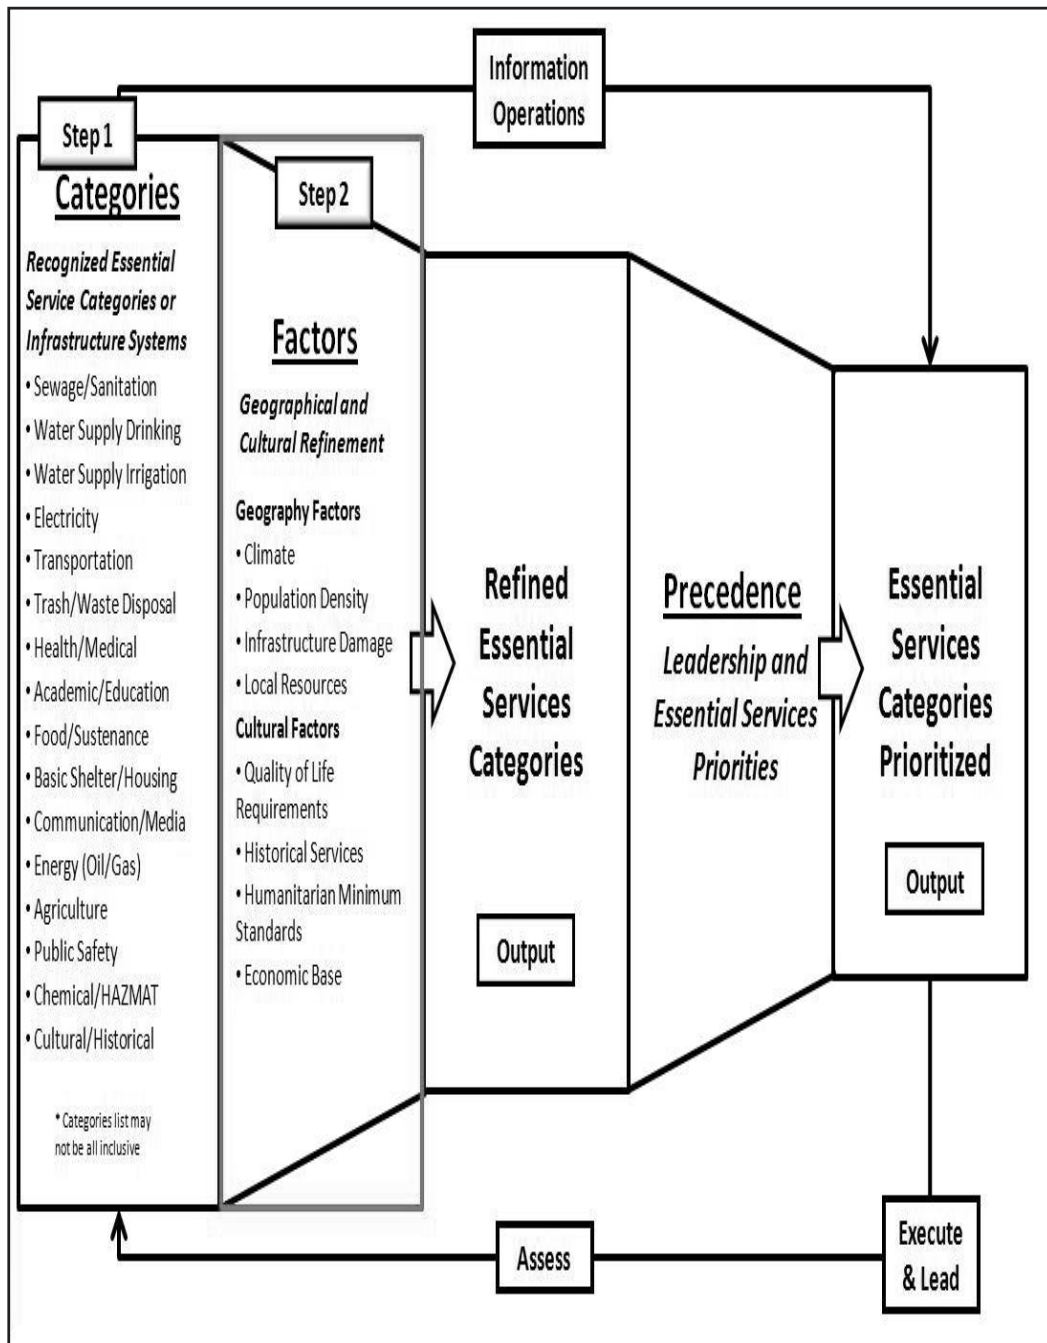 Information
Operations
Step 1
Categories
Recognized Essential
Service Categories or
Infrastructure Systems
• Sewage/Sanitation
• Water Supply Drinking
• Water Supply Irrigation
• Electricity
• Transportation
• Trash/Waste Disposal
• Health/Medical
• Academic/Education
• Food/Sustenance
• Basic Shelter/Housing
• Communication/Media
• Energy (Oil/Gas)
• Agriculture
• Public Safety
• Chemical/HAZMAT
• Cultural/Historical
* Categories list may
not be all inclusive
Step 2
Factors
Geographical and
Cultural Refinement
Geography Factors
• Climate
• Population Density
• Infrastructure Damage
• Local Resources
Cultural Factors
• Quality of Life
Requirements
• Historical Services
• Humanitarian Minimum
Standards
• Economic Base
Refined
Essential
Services
Categories
Output
Precedence
Leadership and
Essential Services
Priorities
Essential
Services
Categories
Prioritized
Output
Execute
& Lead
Assess